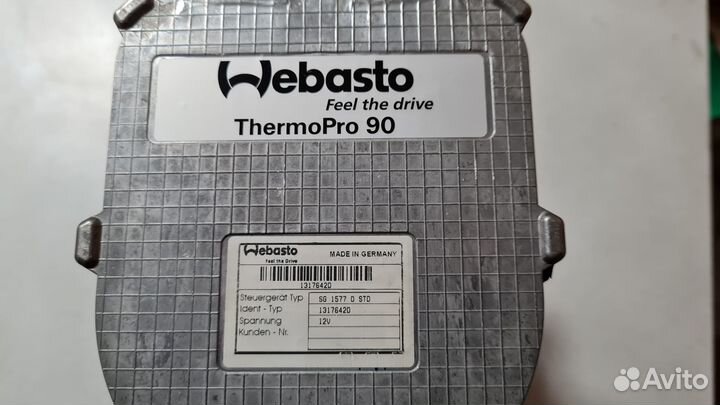 Webasto
Feel the drive
ThermoPro 90
Webasto
Feel the Drive
MADE IN GERMANY
13176420
Steuergerät Typ SG 1577 D STD
Ident - Typ 13176420
Spannung 12V
Kunden - Nr.
Avito